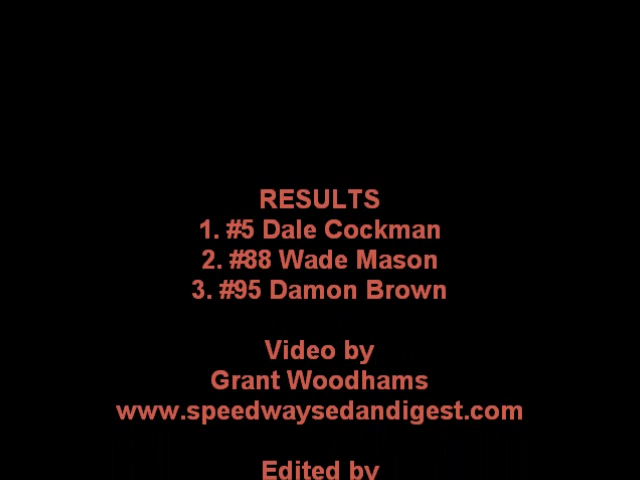 RESULTS
1. #5 Dale Cockman
2. #88 Wade Mason
3. #95 Damon Brown
Video by
Grant Woodhams
www.speedwaysedandigest.com
Edited by